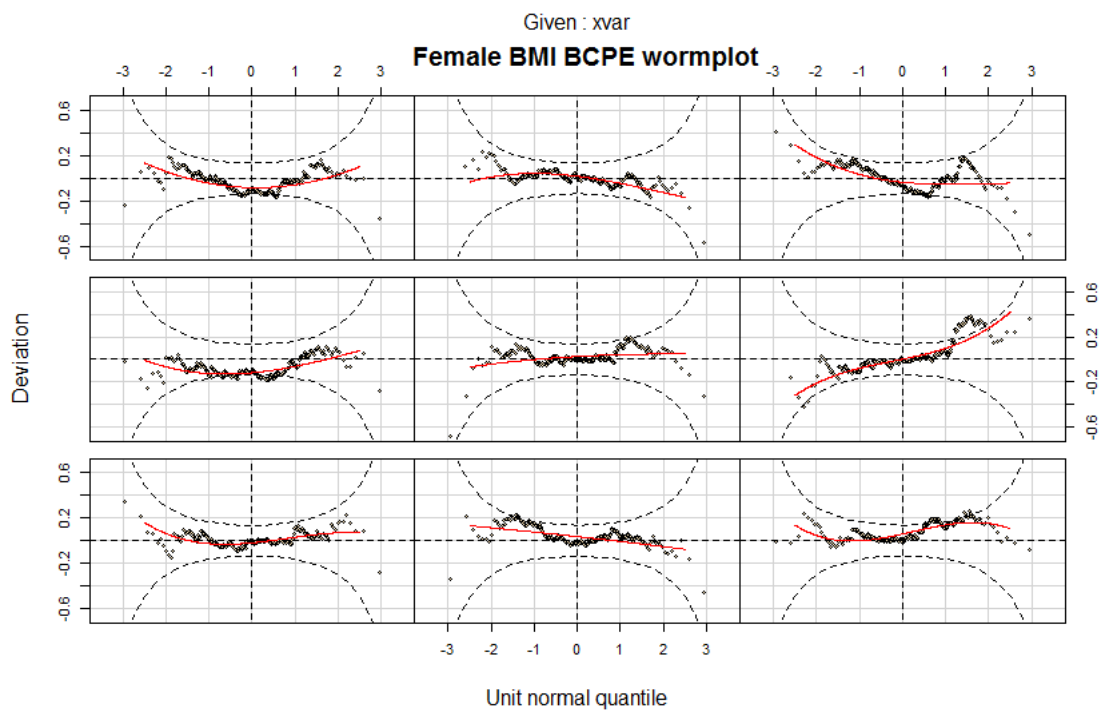 Given : xvar
Female BMI BCPE wormplot
-3 -2 -1 0 1 2 3 -3 -2 -1 0 1 2 3
0.6
0.2
-0.2
-0.6
0.6
0.2
-0.2
-0.6
0.6
0.2
-0.2
-0.6
Deviation
-3 -2 -1 0 1 2 3
Unit normal quantile